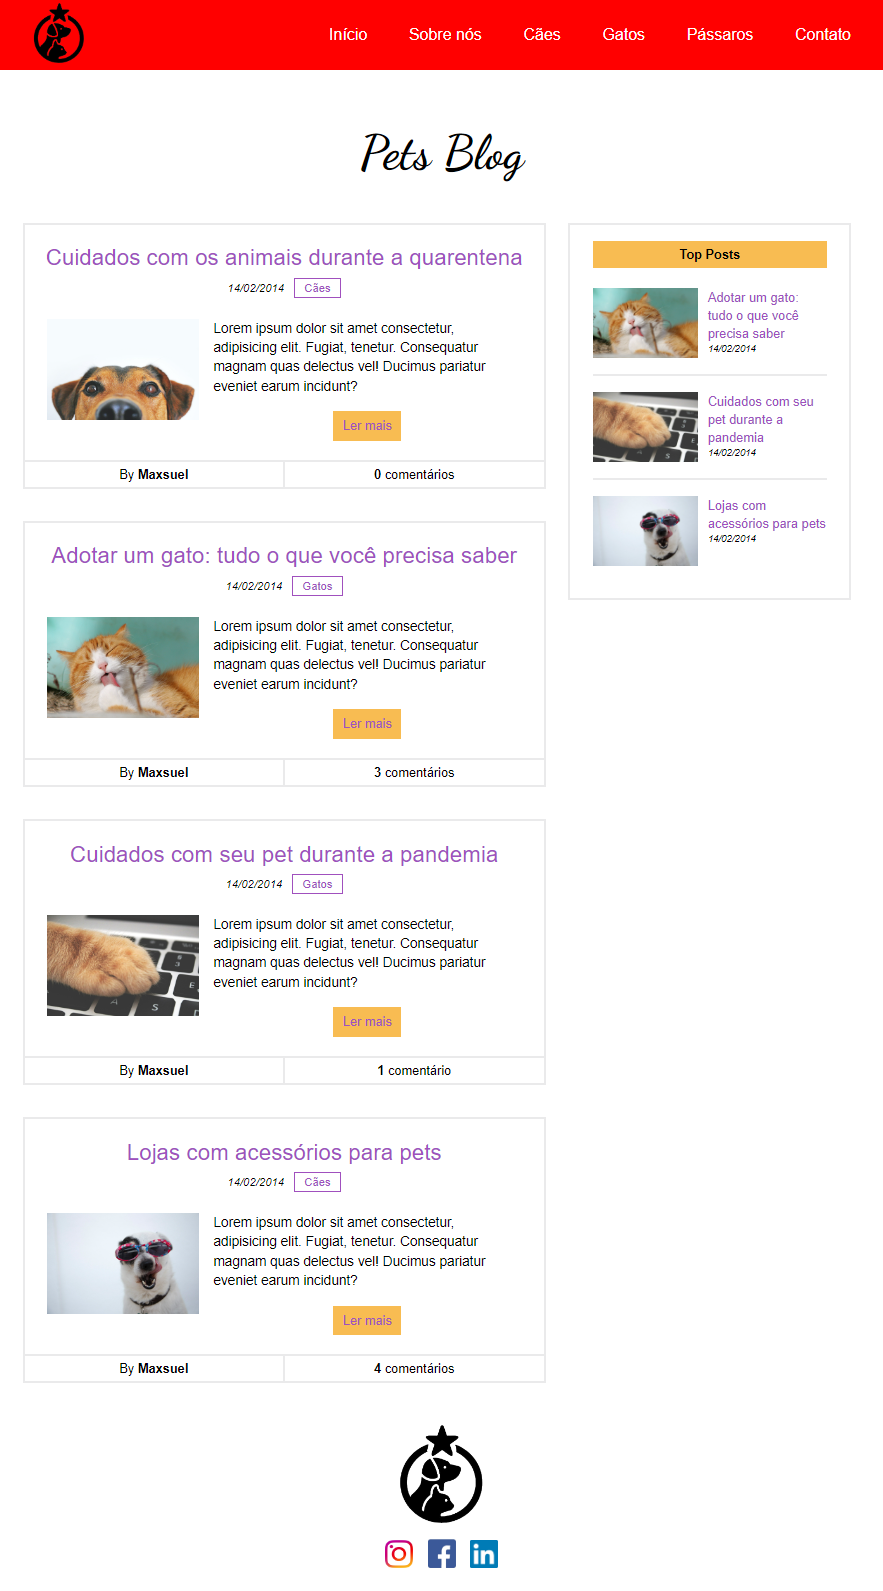 Início Sobre nós Cães Gatos Pássaros Contato
Pets Blog
Cuidados com os animais durante a quarentena
14/02/2014 Cães
Lorem ipsum dolor sit amet consectetur,
adipisicing elit. Fugiat, tenetur. Consequatur
magnam quas delectus vel! Ducimus pariatur
eveniet earum incidunt?
Ler mais
By Maxsuel
0 comentários
Adotar um gato: tudo o que você precisa saber
14/02/2014 Gatos
Lorem ipsum dolor sit amet consectetur,
adipisicing elit. Fugiat, tenetur. Consequatur
magnam quas delectus vel! Ducimus pariatur
eveniet earum incidunt?
Ler mais
By Maxsuel
3 comentários
Cuidados com seu pet durante a pandemia
14/02/2014 Gatos
Lorem ipsum dolor sit amet consectetur,
adipisicing elit. Fugiat, tenetur. Consequatur
magnam quas delectus vel! Ducimus pariatur
eveniet earum incidunt?
Ler mais
By Maxsuel
1 comentário
Lojas com acessórios para pets
14/02/2014 Cães
Lorem ipsum dolor sit amet consectetur,
adipisicing elit. Fugiat, tenetur. Consequatur
magnam quas delectus vel! Ducimus pariatur
eveniet earum incidunt?
Ler mais
By Maxsuel
4 comentários
Top Posts
Adotar um gato:
tudo o que você
precisa saber
14/02/2014
Cuidados com seu
pet durante a
pandemia
14/02/2014
Lojas com
acessórios para pets
14/02/2014